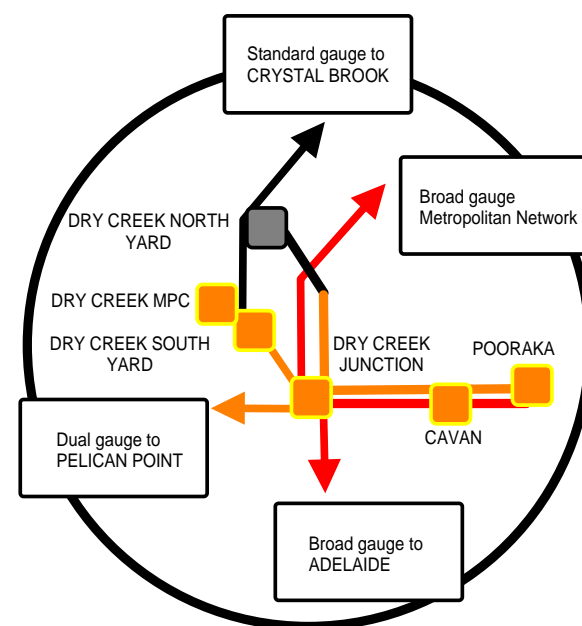 Standard gauge to
CRYSTAL BROOK
Broad gauge
Metropolitan Network
DRY CREEK NORTH
YARD
DRY CREEK MPC
DRY CREEK SOUTH
YARD
DRY CREEK
JUNCTION
POORAKA
CAVAN
Dual gauge to
PELICAN POINT
Broad gauge to
ADELAIDE